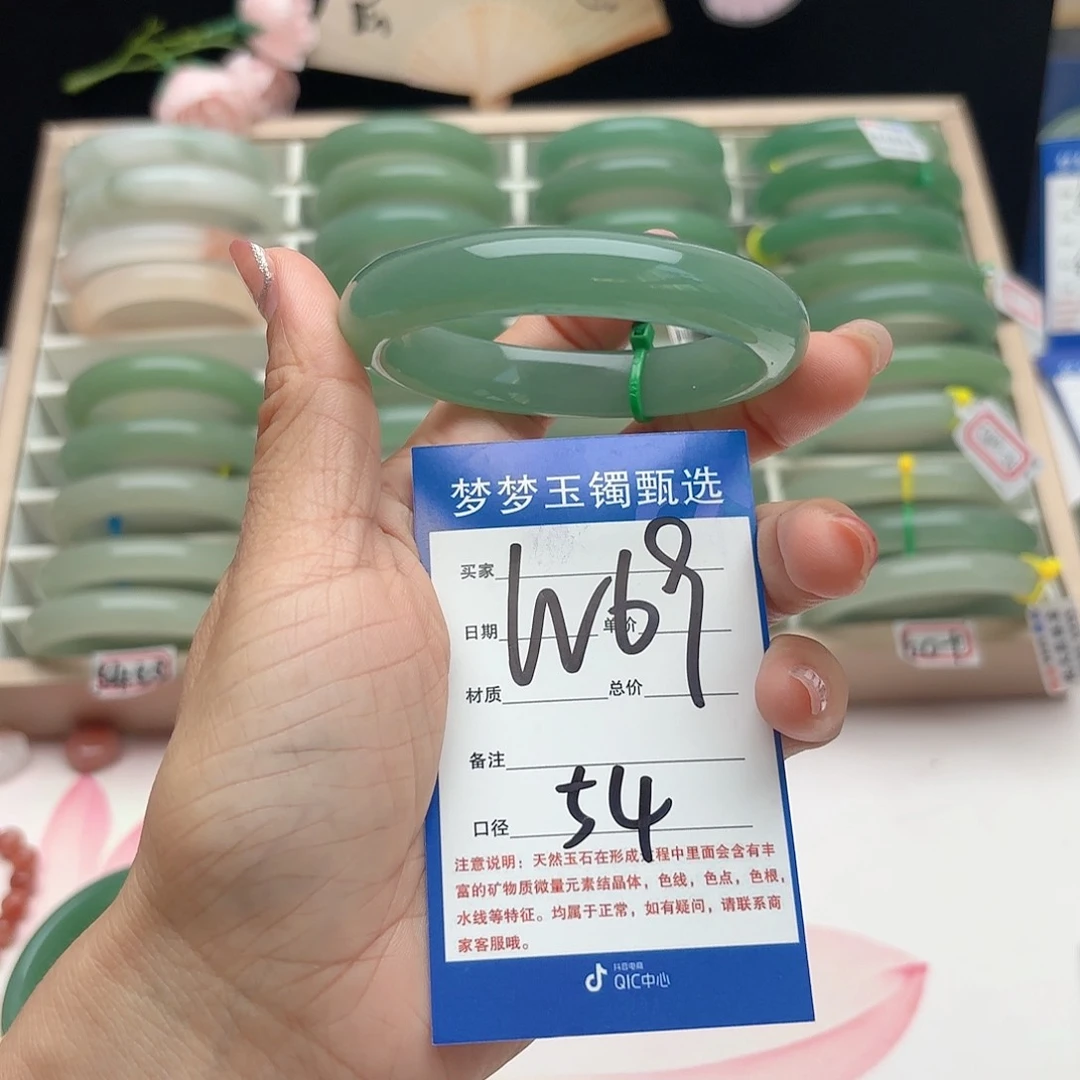 梦梦玉镯甄选
买家
W69
日期 单价
材质 总价
备注
口径 54
注意说明：天然玉石在形成过程中里面会含有丰
富的矿物质微量元素结晶体，色线，色点，色根，
水线等特征。均属于正常，如有疑问，请联系商
家客服哦。
抖音电商
QIC中心